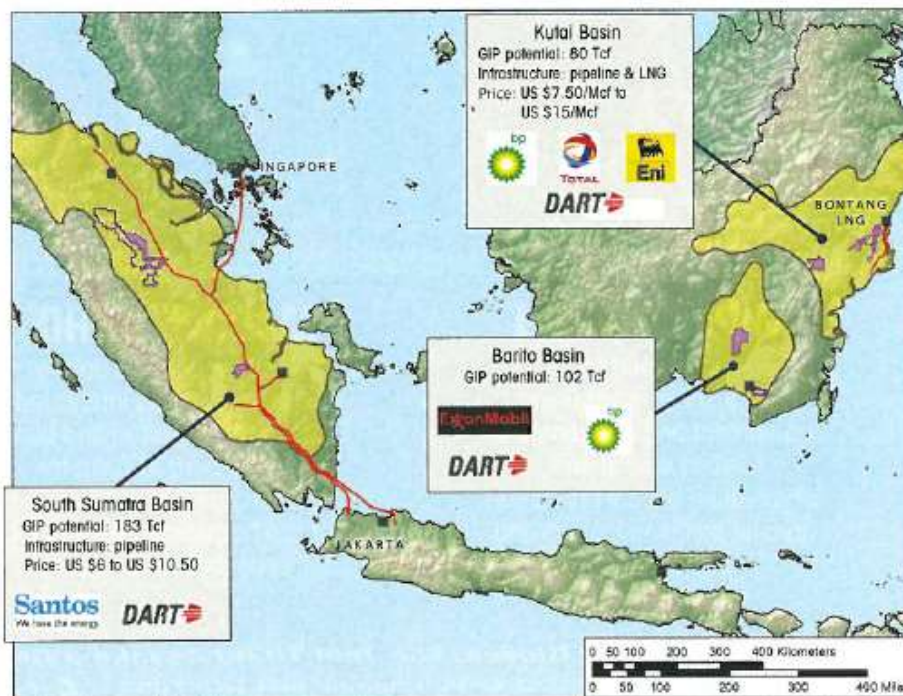 Kutai Basin
GIP potential: 80 Tcf
Infrastructure: pipeline & LNG
Price: US $7.50/Mcf to
US $15/Mcf
bp
TOTAL
Eni
DART
SINGAPORE
BONTANG
LNG
Barito Basin
GIP potential: 102 Tcf
ExxonMobil
bp
DART
South Sumatra Basin
GIP potential: 183 Tcf
Infrastructure: pipeline
Price: US $6 to US $10.50
Santos
We have the energy
DART
JAKARTA
0 50 100 200 300 400 Kilometers
0 50 100 200 300 400 Miles